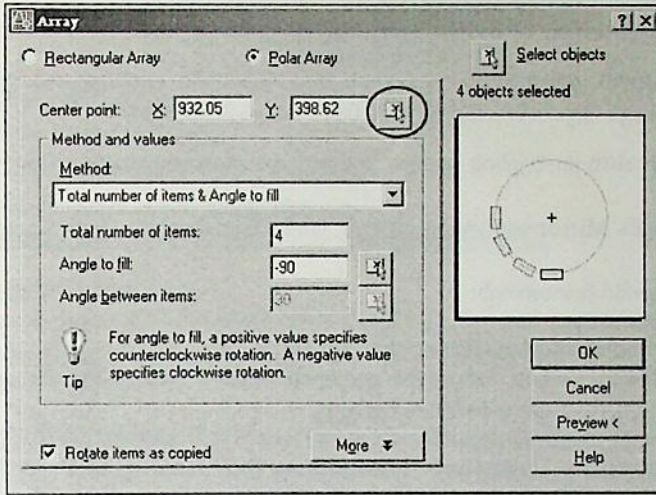 Array
Rectangular Array
Polar Array
Select objects
4 objects selected
Center point: X: 932.05 Y: 398.62
Method and values
Method:
Total number of items & Angle to fill
Total number of items: 4
Angle to fill: -90
Angle between items: 30
For angle to fill, a positive value specifies
counterclockwise rotation. A negative value
specifies clockwise rotation.
Tip
Rotate items as copied
More
OK
Cancel
Preview <
Help